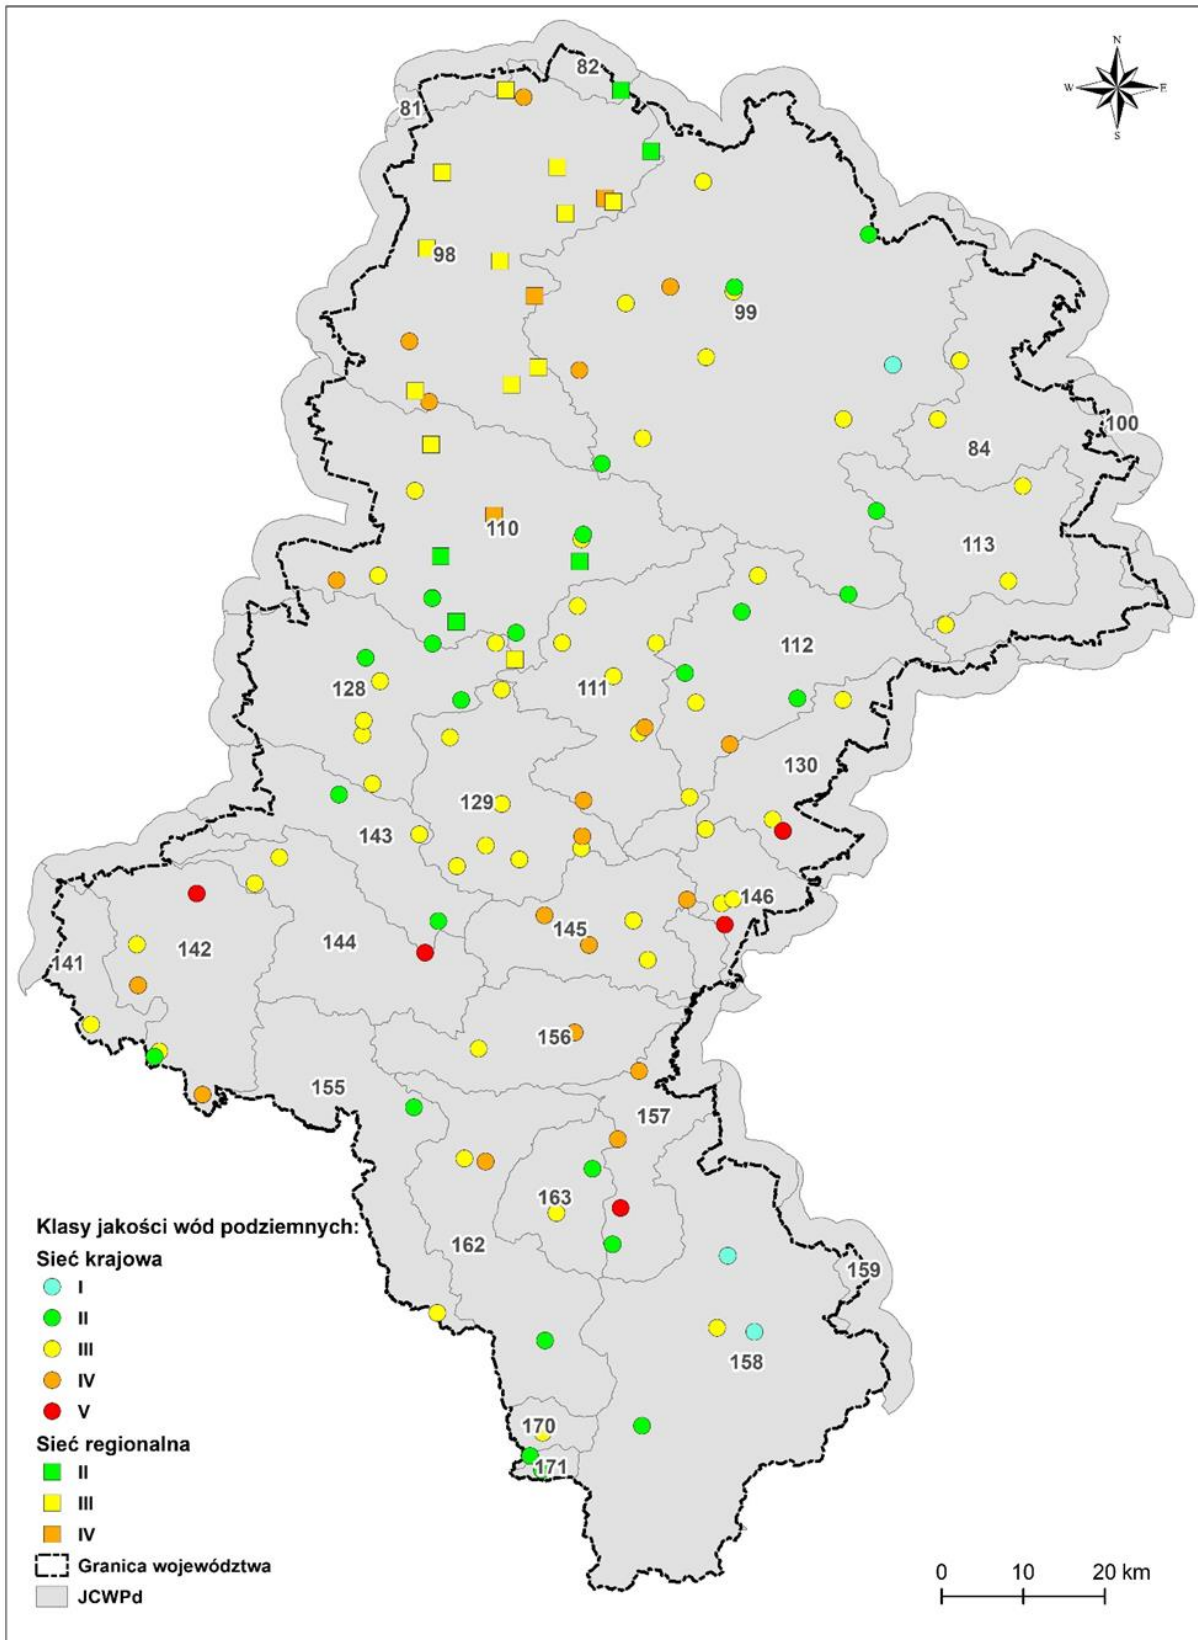 82
N
81
W
E
S
98
99
100
84
110
113
112
128
111
130
129
143
146
145
144
142
141
156
155
157
163
162
159
158
170
171
Klasy jakości wód podziemnych:
Sieć krajowa
I
II
III
IV
V
Sieć regionalna
II
III
IV
Granica województwa
JCWPd
0 10 20 km